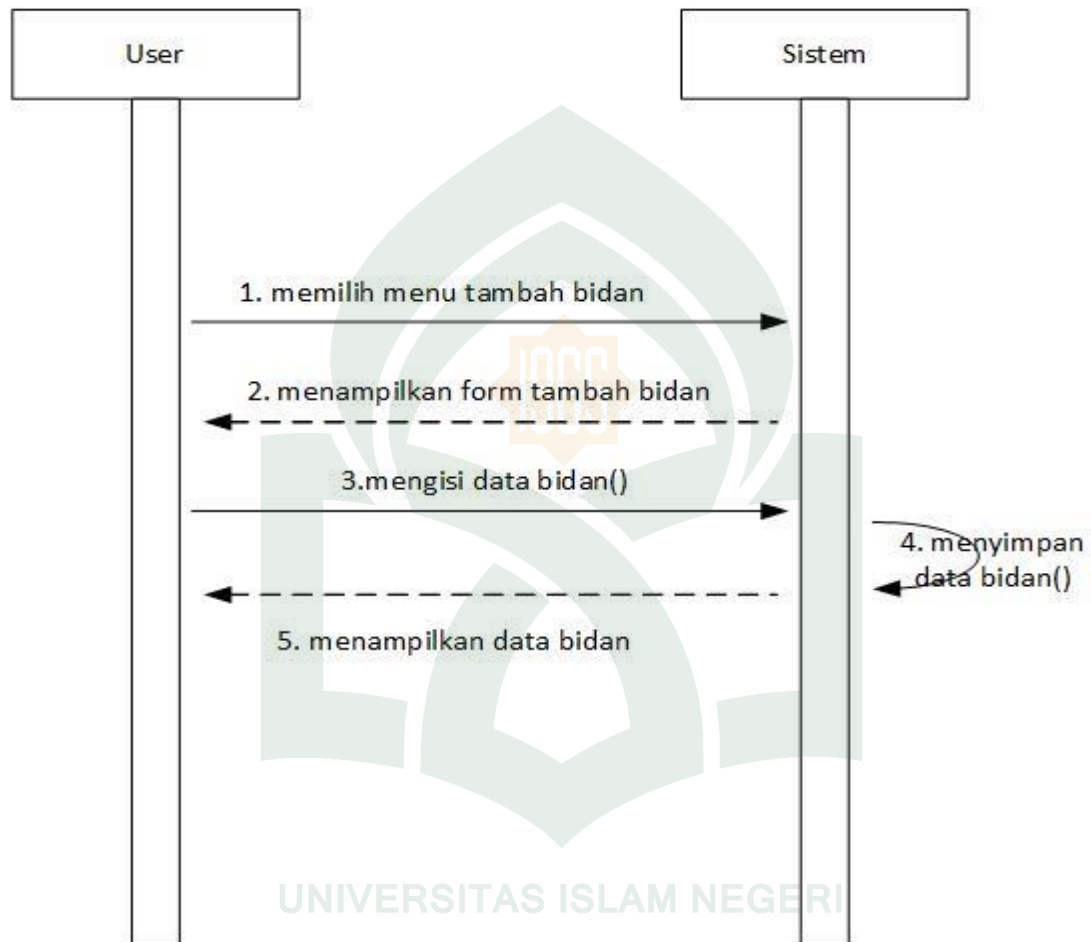 User
Sistem
1. memilih menu tambah bidan
2. menampilkan form tambah bidan
3.mengisi data bidan()
4. menyimpan
data bidan()
5. menampilkan data bidan
UNIVERSITAS ISLAM NEGERI